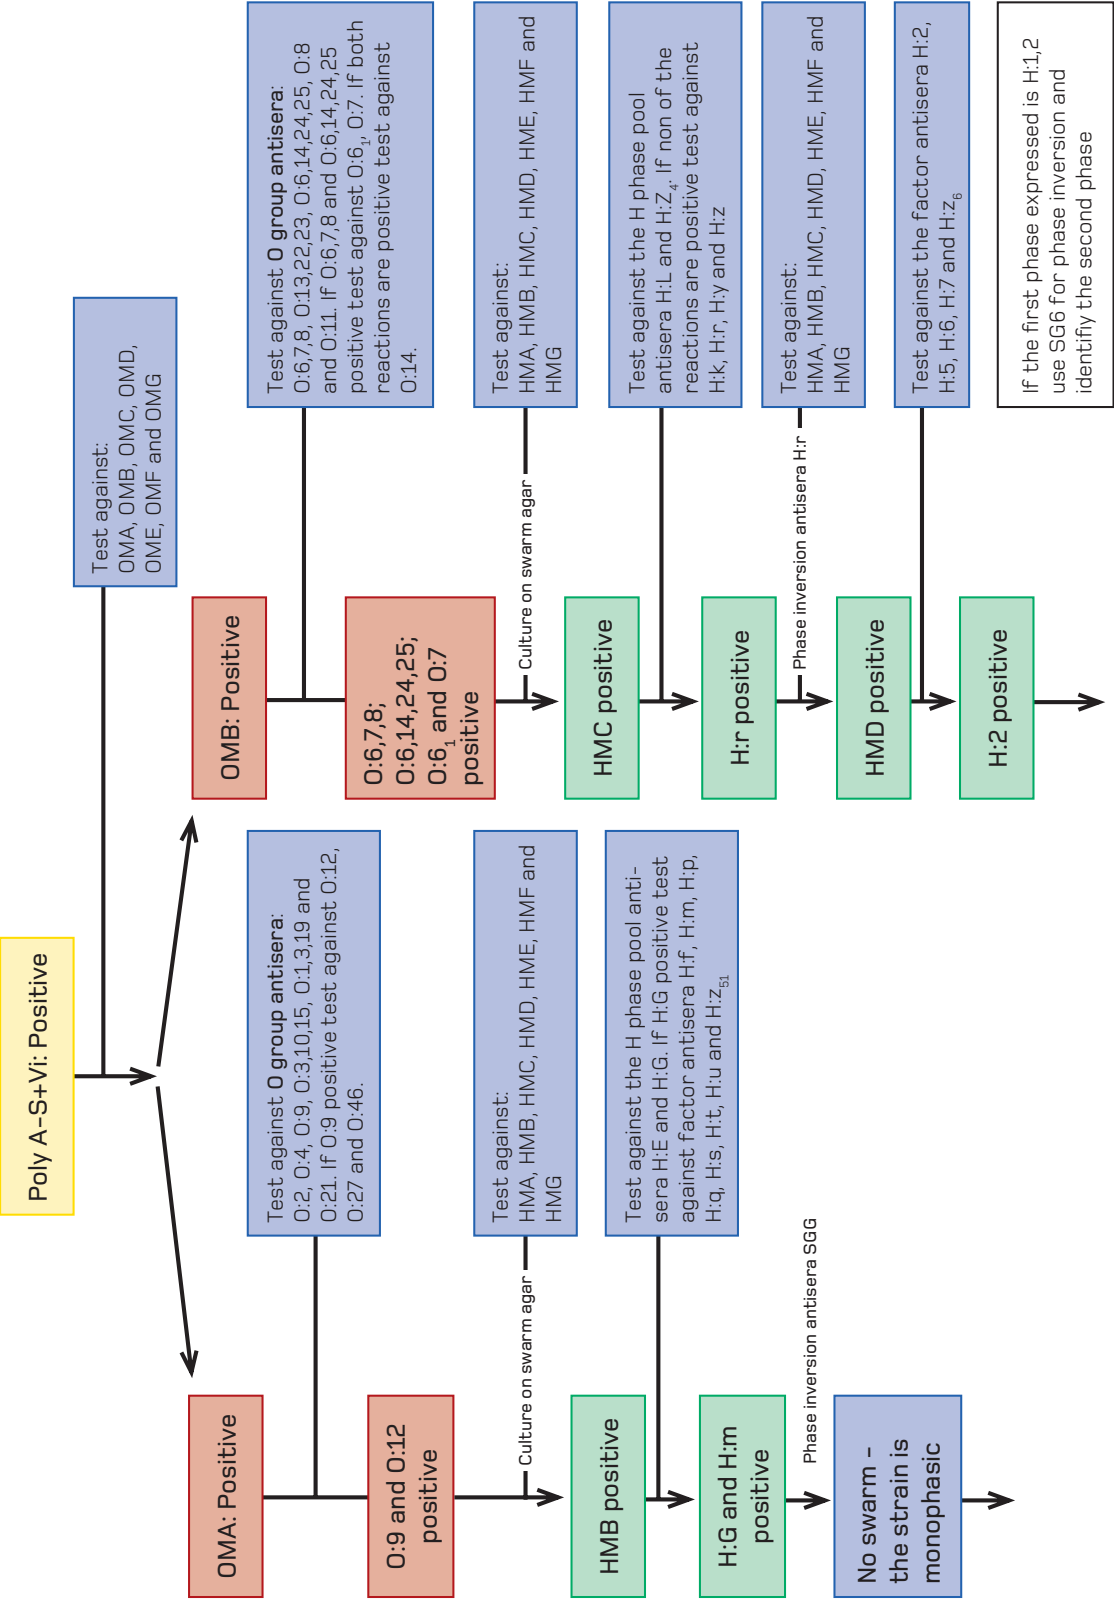 Poly A-S+Vi: Positive
Test against:
OMA, OMB, OMC, OMD,
OME, OMF and OMG
OMA: Positive
Test against O group antisera:
O:2, O:4, O:9, O:3,10,15, O:1,3,19 and
O:21. If O:9 positive test against O:12,
O:27 and O:46.
O:9 and O:12
positive
Culture on swarm agar
Test against:
HMA, HMB, HMC, HMD, HME, HMF and
HMG
HMB positive
Test against the H phase pool anti-
sera H:E and H:G. If H:G positive test
against factor antisera H:f, H:m, H:p,
H:q, H:s, H:t, H:u and H:z₅₁
H:G and H:m
positive
Phase inversion antisera SGG
No swarm -
the strain is
monophasic
OMB: Positive
Test against O group antisera:
O:6,7,8, O:13,22,23, O:6,14,24,25, O:8
and O:11. If O:6,7,8 and O:6,14,24,25
positive test against O:6₁, O:7. If both
reactions are positive test against
O:14.
O:6,7,8;
O:6,14,24,25;
O:6₁ and O:7
positive
Culture on swarm agar
Test against:
HMA, HMB, HMC, HMD, HME, HMF and
HMG
HMC positive
Test against the H phase pool
antisera H:L and H:Z₄. If non of the
reactions are positive test against
H:k, H:r, H:y and H:z
H:r positive
Phase inversion antisera H:r
Test against:
HMA, HMB, HMC, HMD, HME, HMF and
HMG
HMD positive
Test against the factor antisera H:2,
H:5, H:6, H:7 and H:z₆
H:2 positive
If the first phase expressed is H:1,2
use SG6 for phase inversion and
identifiy the second phase